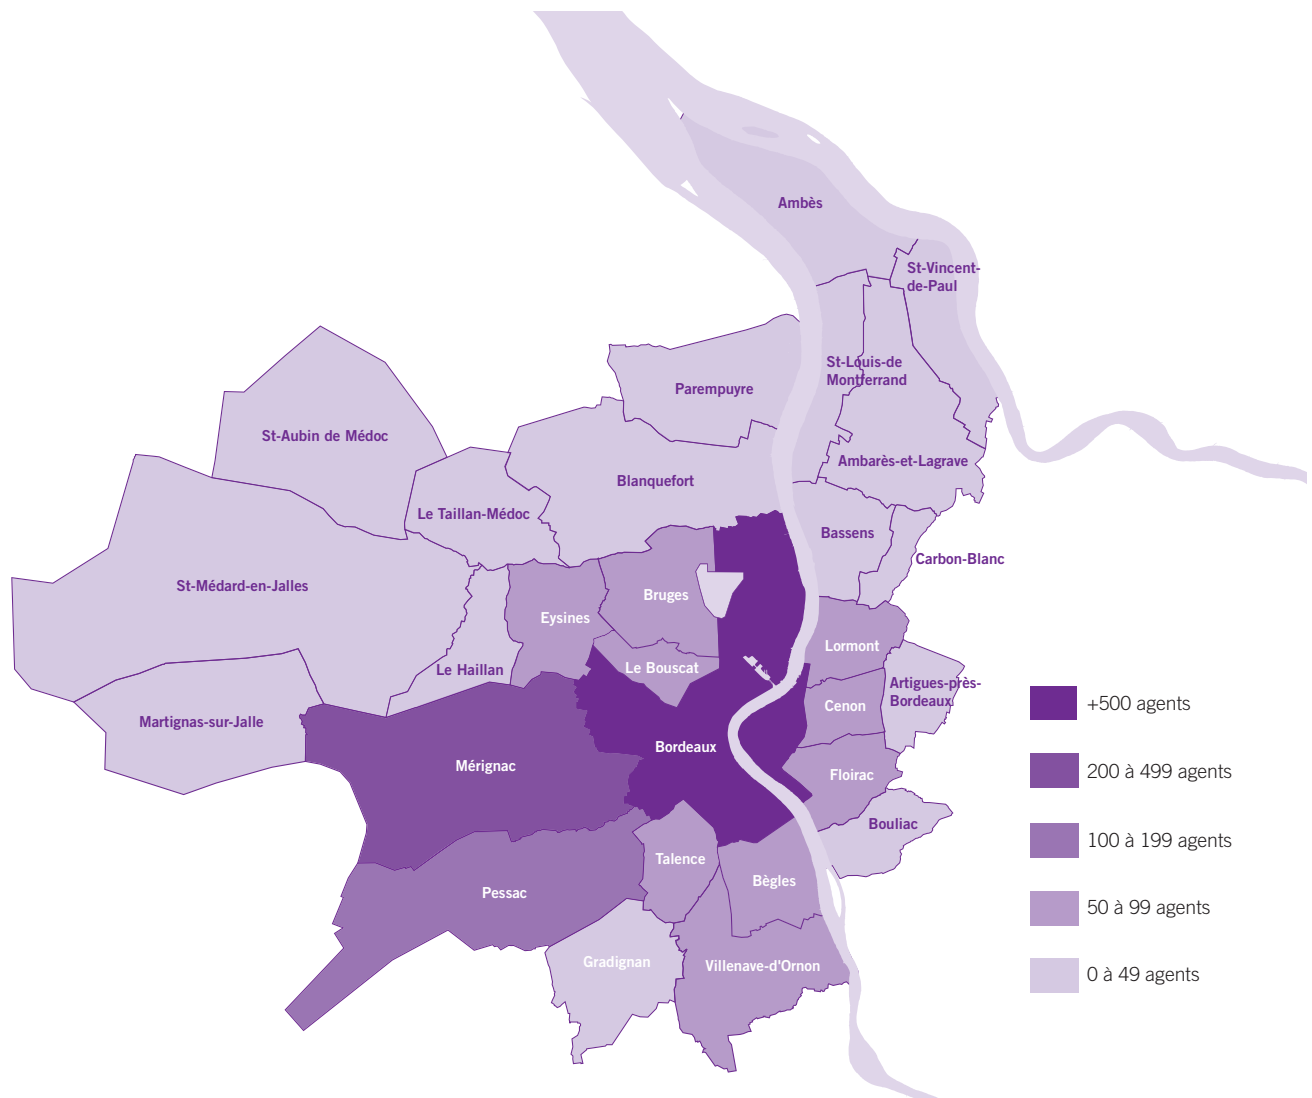 Ambès
St-Vincent-
de-Paul
St-Louis-de
Montferrand
Parempuyre
St-Aubin de Médoc
Ambarès-et-Lagrave
Blanquefort
Le Taillan-Médoc
Bassens
Carbon-Blanc
St-Médard-en-Jalles
Bruges
Eysines
Lormont
Le Bouscat
Le Haillan
Artigues-près-
Bordeaux
Cenon
Martignas-sur-Jalle
Bordeaux
Mérignac
Floirac
Bouliac
Talence
Bègles
Pessac
Gradignan
Villenave-d'Ornon
+500 agents
200 à 499 agents
100 à 199 agents
50 à 99 agents
0 à 49 agents